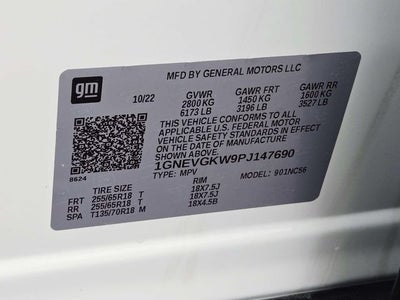 gm
MFD BY GENERAL MOTORS LLC
10/22 GVWR GAWR FRT GAWR RR
2800 KG 1450 KG 1600 KG
6173 LB 3196 LB 3527 LB
THIS VEHICLE CONFORMS TO ALL
APPLICABLE U.S. FEDERAL MOTOR
VEHICLE SAFETY STANDARDS IN EFFECT
ON THE DATE OF MANUFACTURE SHOWN ABOVE.
1GNEVGKW9PJ147690
8624 TYPE: MPV MODEL: 901NC56
TIRE SIZE RIM
FRT 255/65R18 T 18X7.5J
RR 255/65R18 T 18X7.5J
SPA T135/70R18 M 18X4.5B